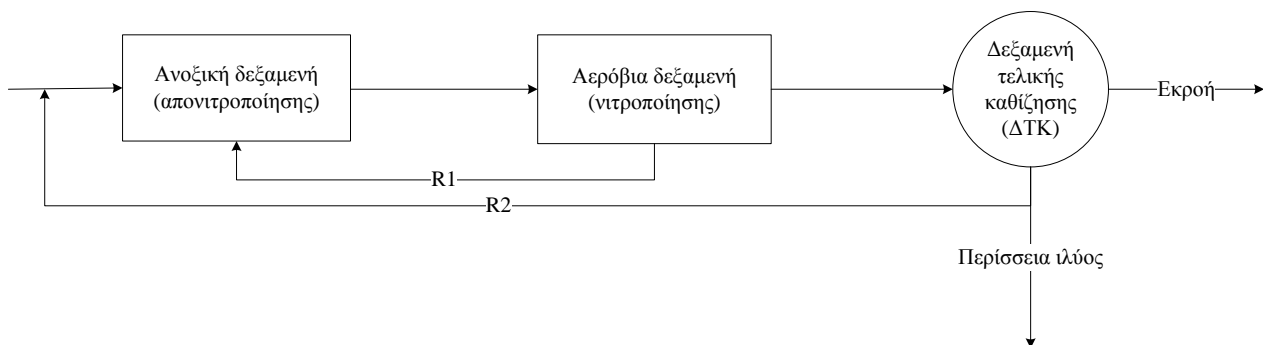 Ανοξική δεξαμενή
(απονιτροποίησης)
Αερόβια δεξαμενή
(νιτροποίησης)
Δεξαμενή
τελικής
καθίζησης
(ΔΤΚ)
Εκροή
R1
R2
Περίσσεια ιλύος